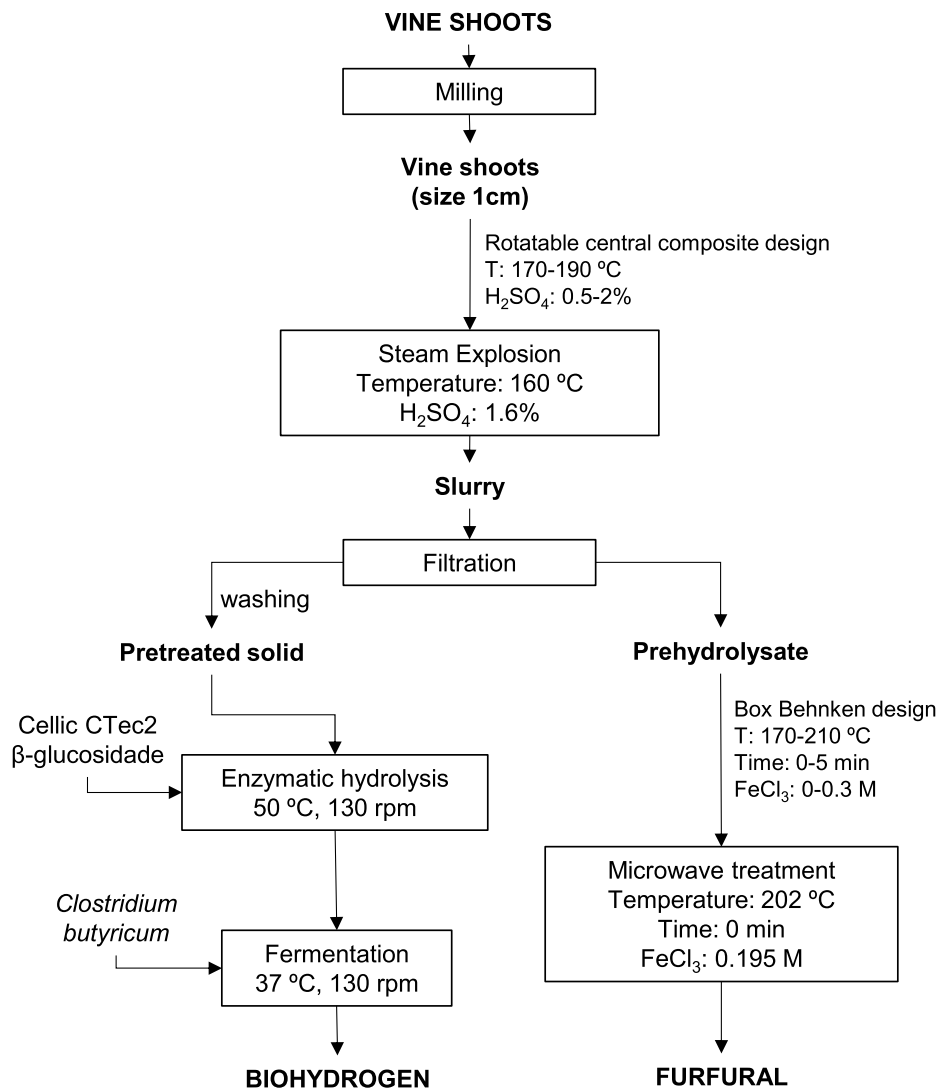 VINE SHOOTS
Milling
Vine shoots
(size 1cm)
Rotatable central composite design
T: 170-190 ºC
H₂SO₄: 0.5-2%
Steam Explosion
Temperature: 160 ºC
H₂SO₄: 1.6%
Slurry
Filtration
washing
Pretreated solid
Prehydrolysate
Cellic CTec2
β-glucosidade
Enzymatic hydrolysis
50 ºC, 130 rpm
Box Behnken design
T: 170-210 ºC
Time: 0-5 min
FeCl₃: 0-0.3 M
Microwave treatment
Temperature: 202 ºC
Time: 0 min
FeCl₃: 0.195 M
Clostridium
butyricum
Fermentation
37 ºC, 130 rpm
BIOHYDROGEN
FURFURAL